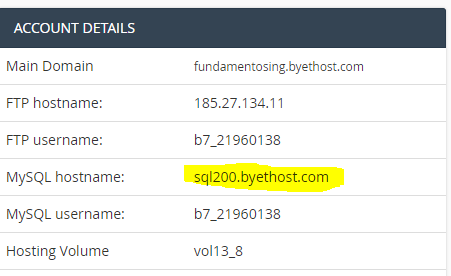 ACCOUNT DETAILS
Main Domain fundamentosing.byethost.com
FTP hostname: 185.27.134.11
FTP username: b7_21960138
MySQL hostname: sql200.byethost.com
MySQL username: b7_21960138
Hosting Volume vol13_8